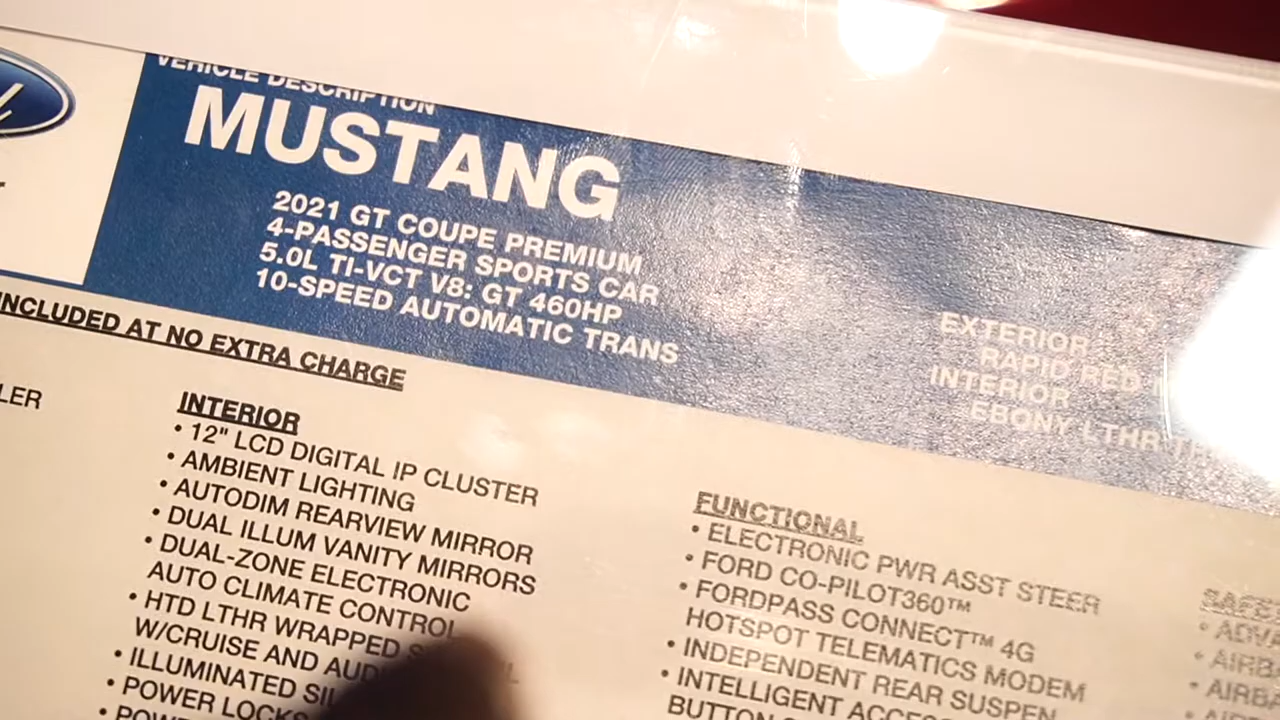 VEHICLE DESCRIPTION
MUSTANG
2021 GT COUPE PREMIUM
4-PASSENGER SPORTS CAR
5.0L TI-VCT V8: GT 460HP
10-SPEED AUTOMATIC TRANS
EXTERIOR
RAPID RED
INTERIOR
EBONY LTHR
INCLUDED AT NO EXTRA CHARGE
INTERIOR
• 12" LCD DIGITAL IP CLUSTER
• AMBIENT LIGHTING
• AUTODIM REARVIEW MIRROR
• DUAL ILLUM VANITY MIRRORS
• DUAL-ZONE ELECTRONIC
AUTO CLIMATE CONTROL
• HTD LTHR WRAPPED
W/CRUISE AND
• ILLUMINATED
• POWER LOCKS
FUNCTIONAL
• ELECTRONIC PWR ASST STEER
• FORD CO-PILOT360™
• FORDPASS CONNECT™ 4G
HOTSPOT TELEMATICS MODEM
• INDEPENDENT REAR SUSPEN
• INTELLIGENT
BUTTON